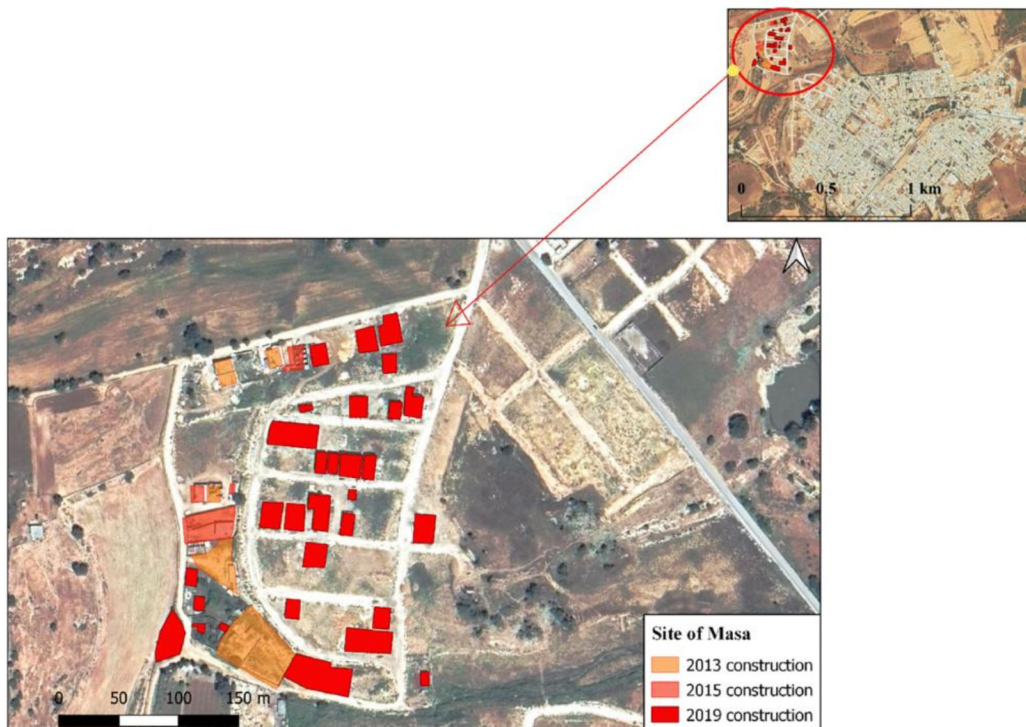 0 0.5 1 km
Site of Masa
2013 construction
2015 construction
2019 construction
0 50 100 150 m